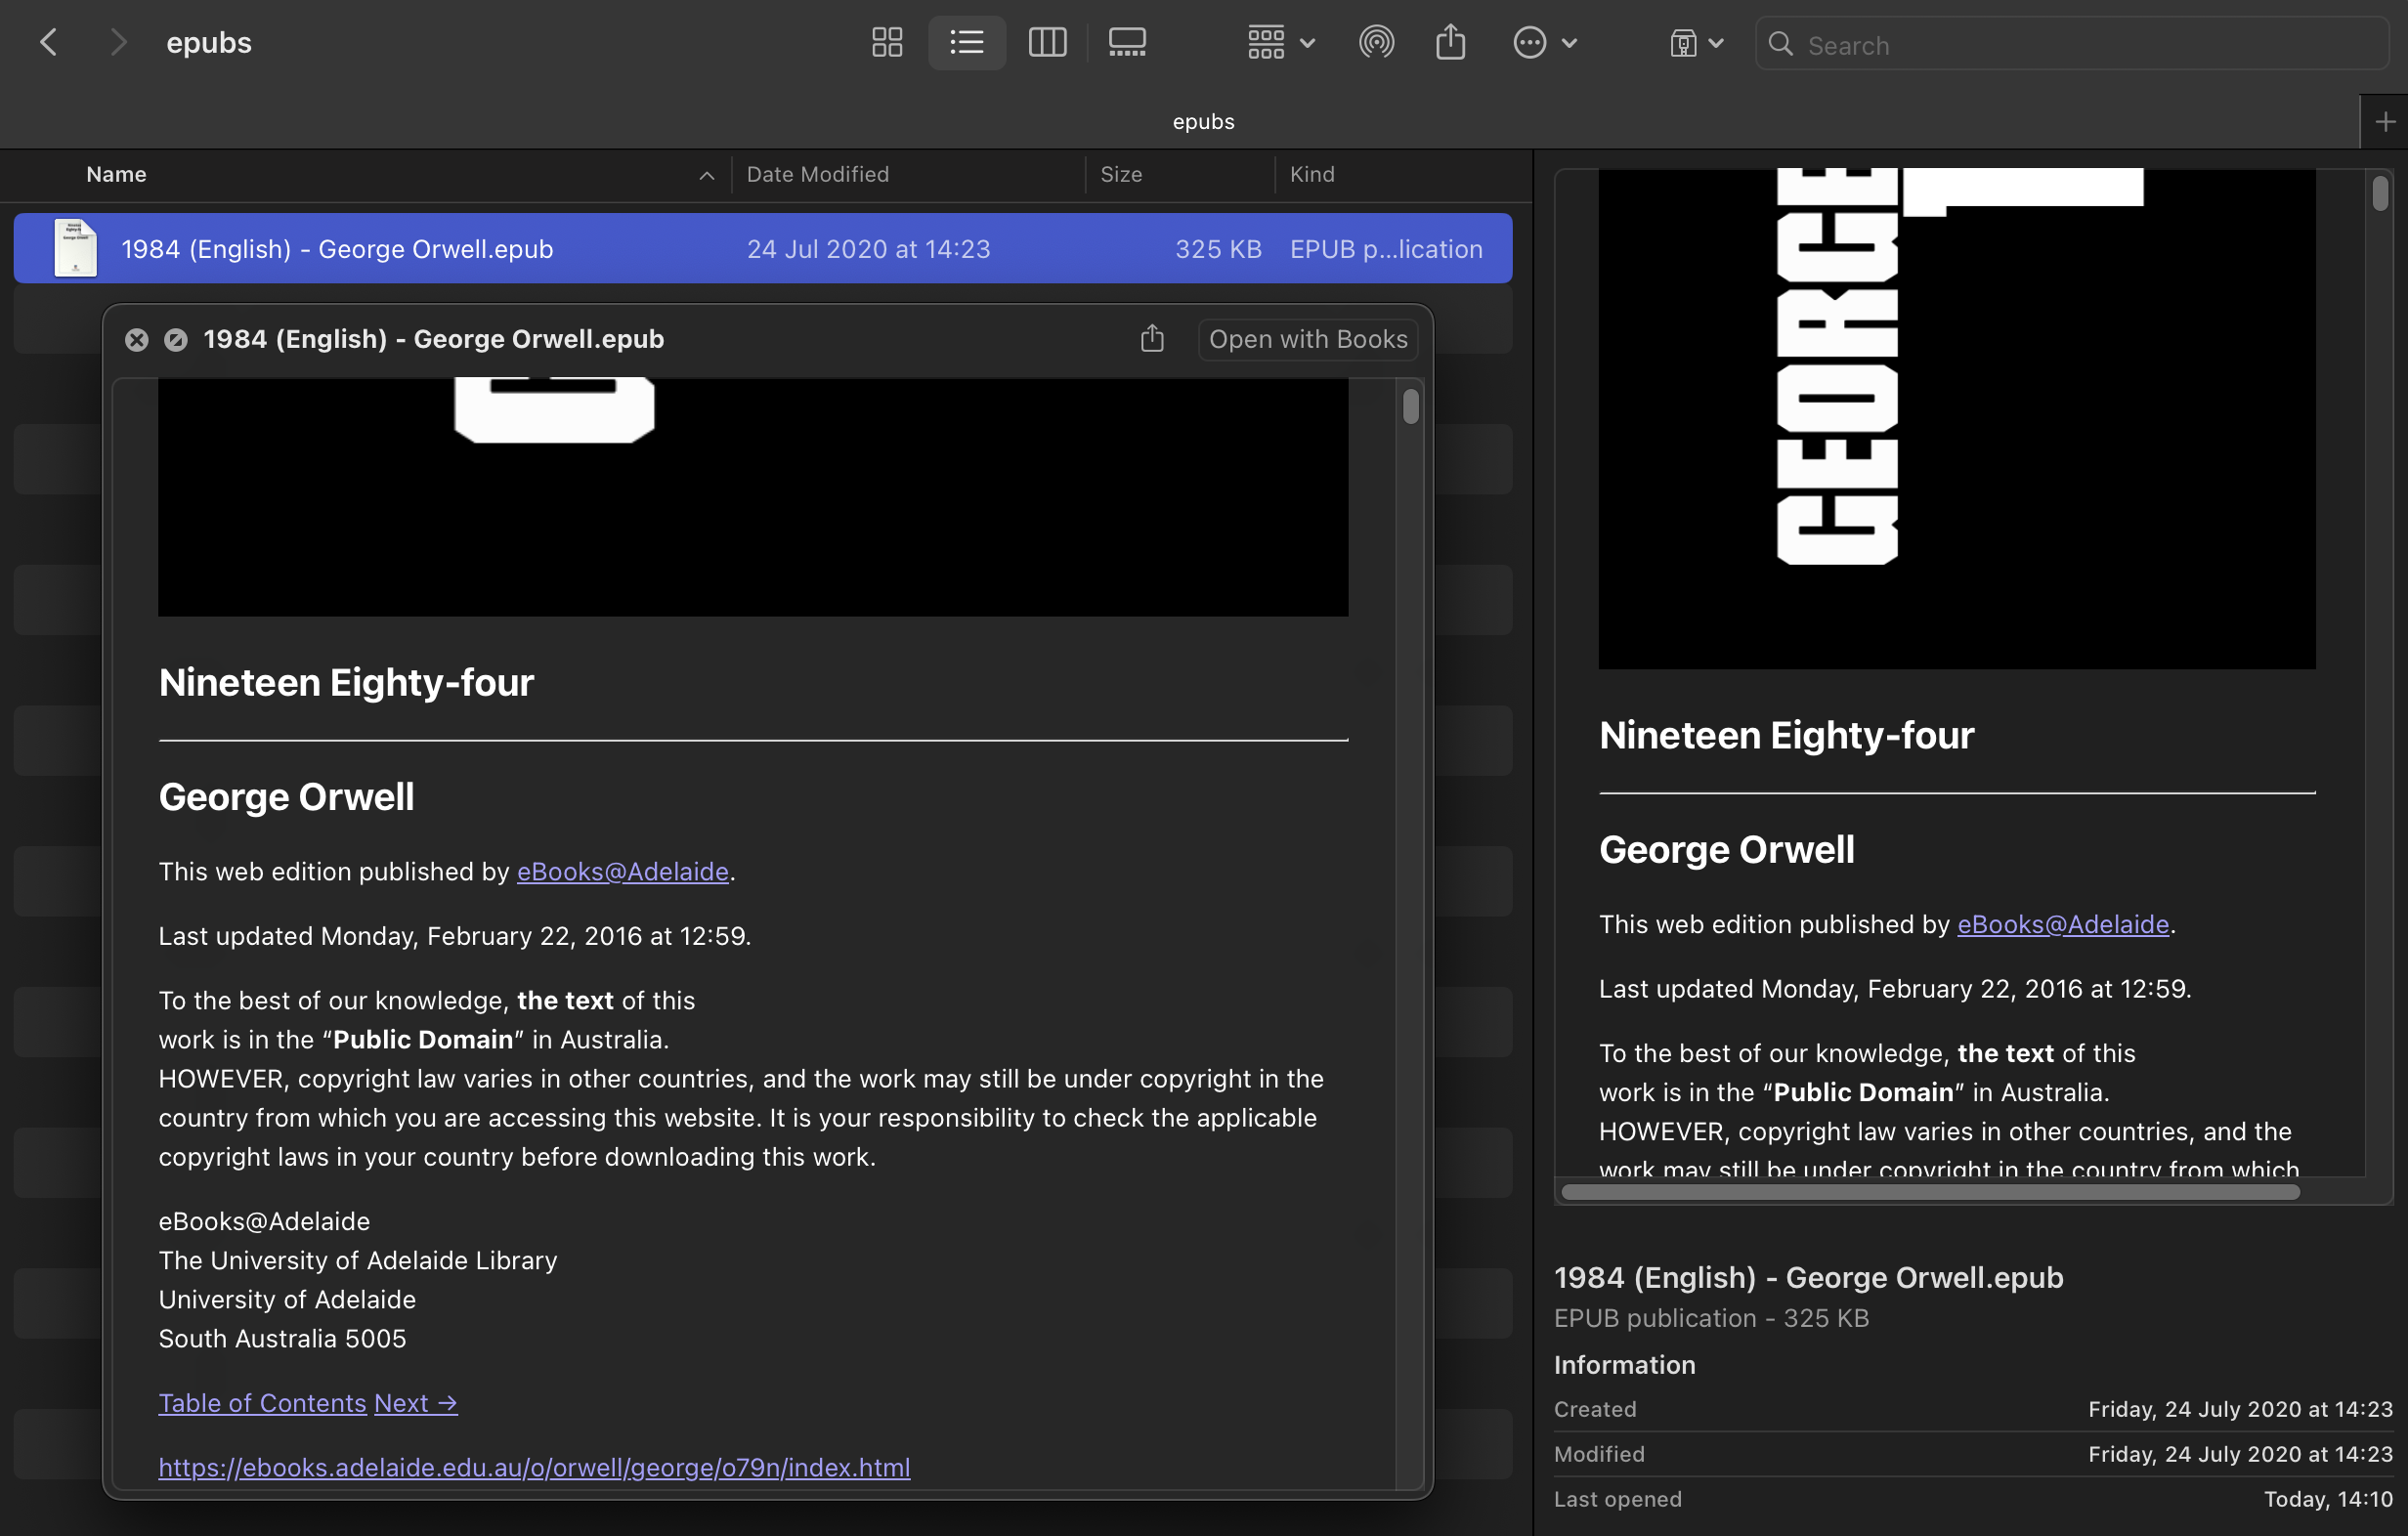 epubs
Search
epubs
Name
Date Modified
Size
Kind
1984 (English) - George Orwell.epub
24 Jul 2020 at 14:23
325 KB
EPUB p...lication
1984 (English) - George Orwell.epub
Open with Books
Nineteen Eighty-four
George Orwell
This web edition published by eBooks@Adelaide.
Last updated Monday, February 22, 2016 at 12:59.
To the best of our knowledge, the text of this
work is in the “Public Domain” in Australia.
HOWEVER, copyright law varies in other countries, and the work may still be under copyright in the
country from which you are accessing this website. It is your responsibility to check the applicable
copyright laws in your country before downloading this work.
eBooks@Adelaide
The University of Adelaide Library
University of Adelaide
South Australia 5005
Table of Contents Next →
https://ebooks.adelaide.edu.au/o/orwell/george/o79n/index.html
GEORGE
Nineteen Eighty-four
George Orwell
This web edition published by eBooks@Adelaide.
Last updated Monday, February 22, 2016 at 12:59.
To the best of our knowledge, the text of this
work is in the “Public Domain” in Australia.
HOWEVER, copyright law varies in other countries, and the
work may still be under copyright in the country from which
1984 (English) - George Orwell.epub
EPUB publication - 325 KB
Information
Created
Friday, 24 July 2020 at 14:23
Modified
Friday, 24 July 2020 at 14:23
Last opened
Today, 14:10